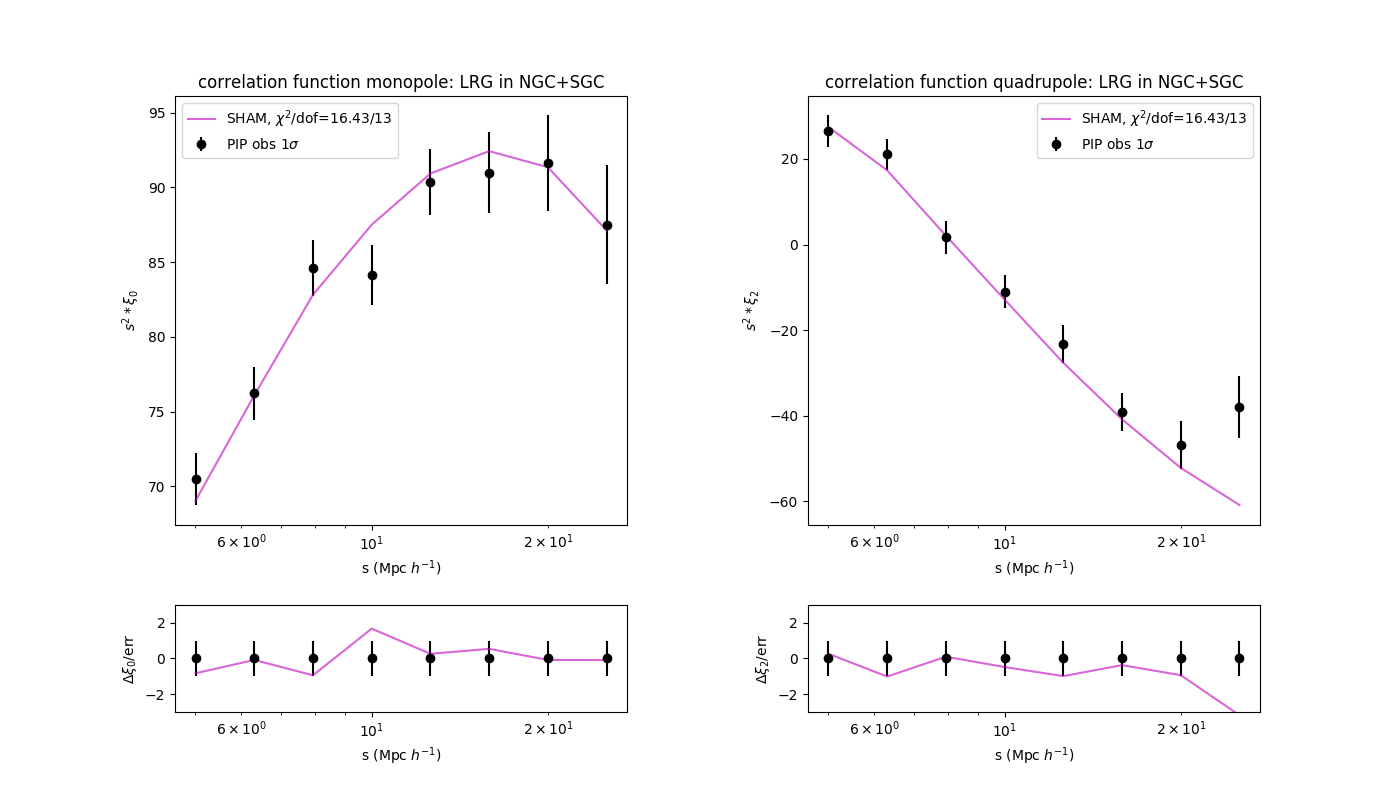 correlation function monopole: LRG in NGC+SGC
SHAM, χ²/dof=16.43/13
PIP obs 1σ
95
90
85
80
75
70
s² * ξ₀
6 × 10⁰
10¹
2 × 10¹
s (Mpc h⁻¹)
2
0
−2
Δξ₀/err
6 × 10⁰
10¹
2 × 10¹
s (Mpc h⁻¹)
correlation function quadrupole: LRG in NGC+SGC
SHAM, χ²/dof=16.43/13
PIP obs 1σ
20
0
−20
−40
−60
s² * ξ₂
6 × 10⁰
10¹
2 × 10¹
s (Mpc h⁻¹)
2
0
−2
Δξ₂/err
6 × 10⁰
10¹
2 × 10¹
s (Mpc h⁻¹)